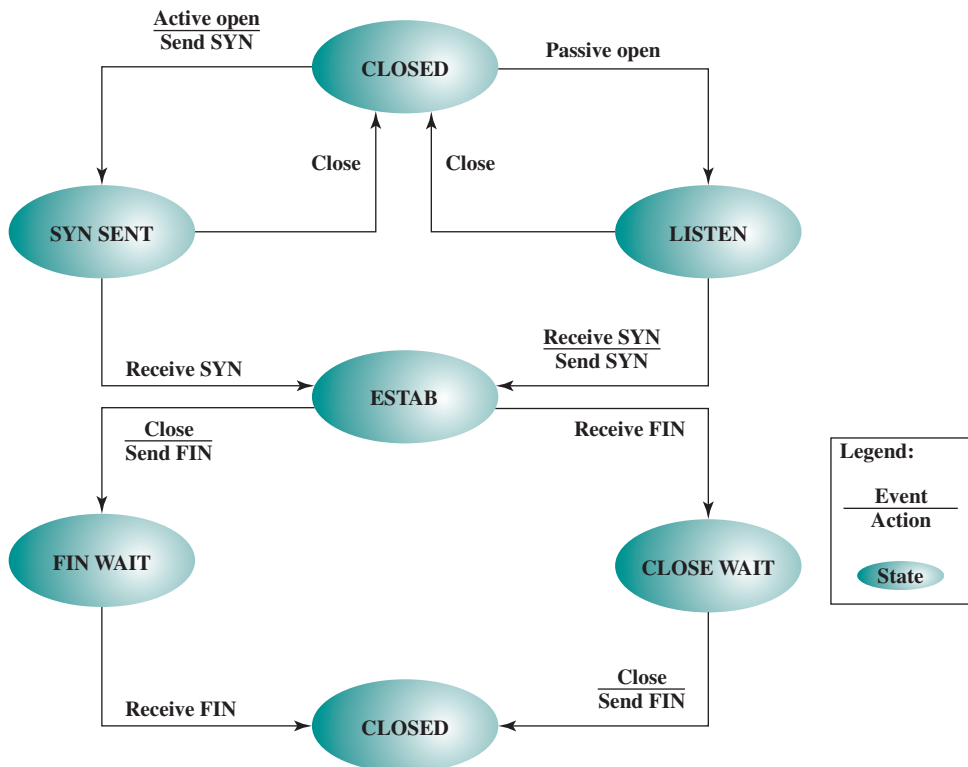 Active open
Send SYN
CLOSED
Passive open
Close
Close
SYN SENT
LISTEN
Receive SYN
Receive SYN
Send SYN
ESTAB
Close
Send FIN
Receive FIN
Legend:
Event
Action
State
FIN WAIT
CLOSE WAIT
Receive FIN
Close
Send FIN
CLOSED